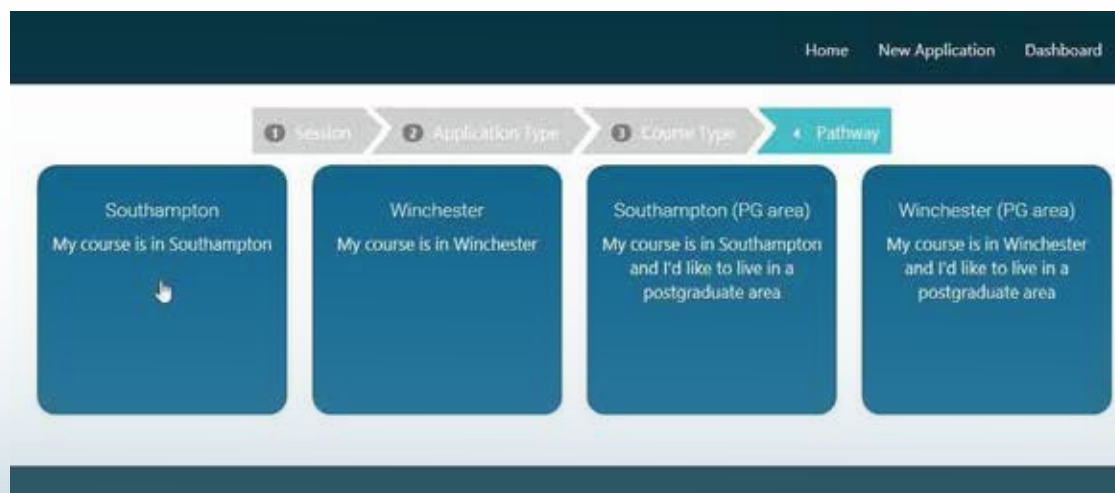 Home New Application Dashboard
1 Session 2 Application Type 3 Course Type 4 Pathway
Southampton
My course is in Southampton
Winchester
My course is in Winchester
Southampton (PG area)
My course is in Southampton
and I'd like to live in a
postgraduate area
Winchester (PG area)
My course is in Winchester
and I'd like to live in a
postgraduate area